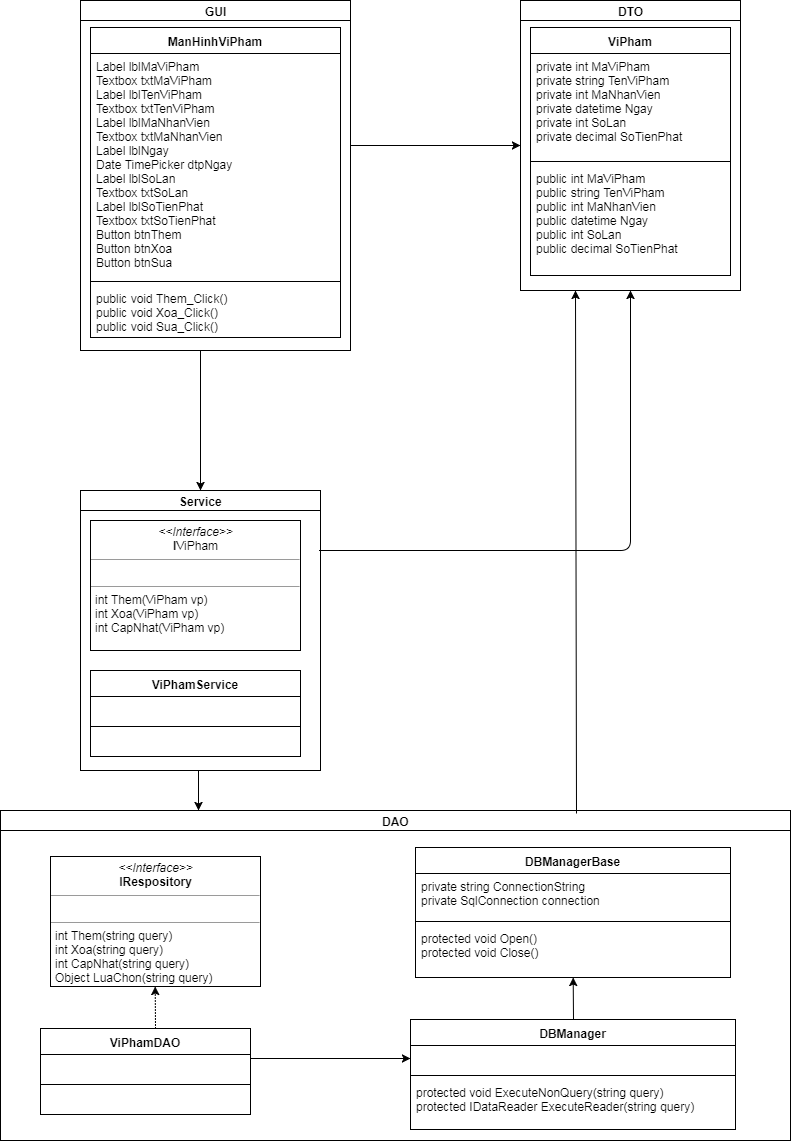 GUI
ManHinhViPham
Label lblMaViPham
Textbox txtMaViPham
Label lblTenViPham
Textbox txtTenViPham
Label lblMaNhanVien
Textbox txtMaNhanVien
Label lblNgay
Date TimePicker dtpNgay
Label lblSoLan
Textbox txtSoLan
Label lblSoTienPhat
Textbox txtSoTienPhat
Button btnThem
Button btnXoa
Button btnSua
public void Them_Click()
public void Xoa_Click()
public void Sua_Click()
DTO
ViPham
private int MaViPham
private string TenViPham
private int MaNhanVien
private datetime Ngay
private int SoLan
private decimal SoTienPhat
public int MaViPham
public string TenViPham
public int MaNhanVien
public datetime Ngay
public int SoLan
public decimal SoTienPhat
Service
<<Interface>>
IViPham
int Them(ViPham vp)
int Xoa(ViPham vp)
int CapNhat(ViPham vp)
ViPhamService
DAO
<<Interface>>
IRespository
int Them(string query)
int Xoa(string query)
int CapNhat(string query)
Object LuaChon(string query)
ViPhamDAO
DBManagerBase
private string ConnectionString
private SqlConnection connection
protected void Open()
protected void Close()
DBManager
protected void ExecuteNonQuery(string query)
protected IDataReader ExecuteReader(string query)